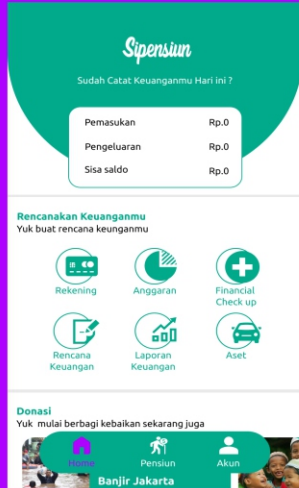 Sipensiun
Sudah Catat Keuanganmu Hari ini ?
Pemasukan Rp.0
Pengeluaran Rp.0
Sisa saldo Rp.0
Rencanakan Keuanganmu
Yuk buat rencana keunganmu
Rekening
Anggaran
Financial
Check up
Rencana
Keuangan
Laporan
Keuangan
Aset
Donasi
Yuk mulai berbagi kebaikan sekarang juga
Home
Pensiun
Akun
Banjir Jakarta